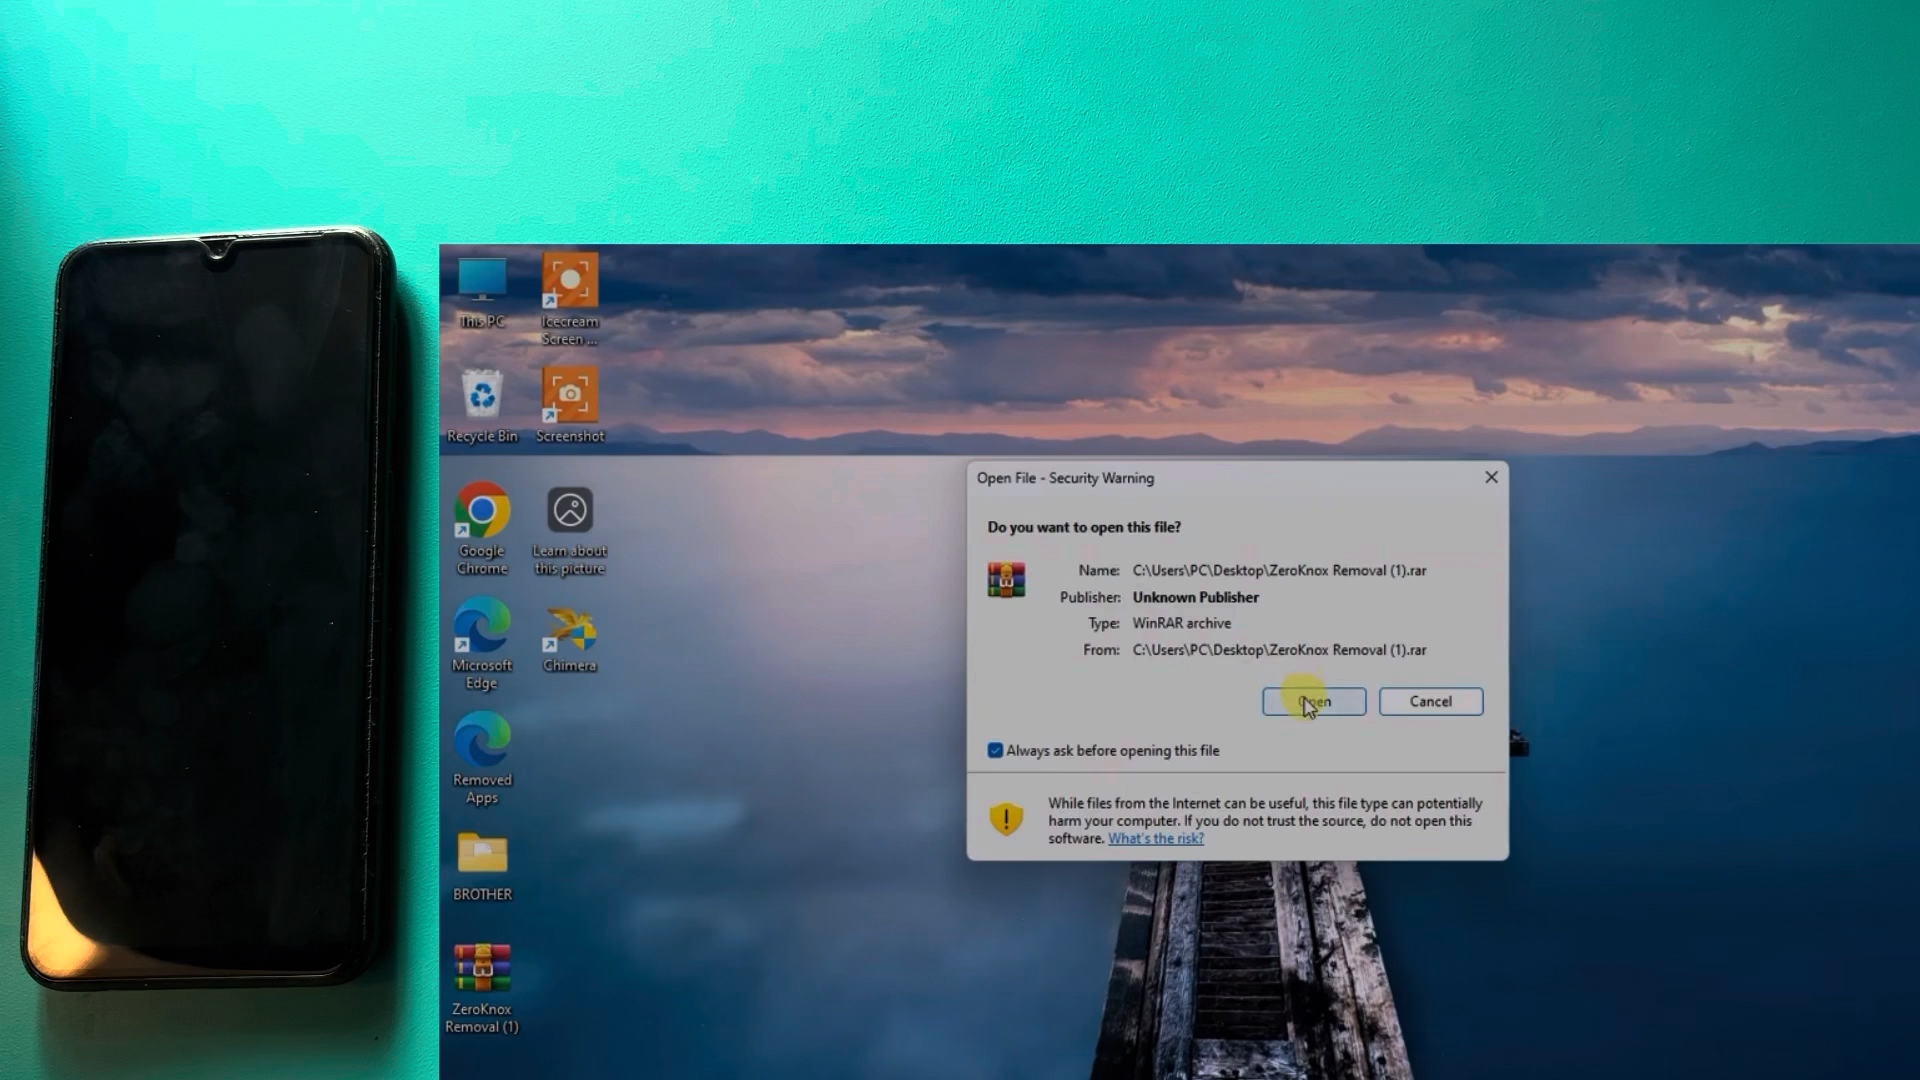 This PC
Icecream
Screen ...
Recycle Bin
Screenshot
Google
Chrome
Learn about
this picture
Microsoft
Edge
Chimera
Removed
Apps
BROTHER
ZeroKnox
Removal (1)
Open File - Security Warning
Do you want to open this file?
Name: C:\Users\PC\Desktop\ZeroKnox Removal (1).rar
Publisher: Unknown Publisher
Type: WinRAR archive
From: C:\Users\PC\Desktop\ZeroKnox Removal (1).rar
Open
Cancel
Always ask before opening this file
While files from the Internet can be useful, this file type can potentially
harm your computer. If you do not trust the source, do not open this
software. What's the risk?